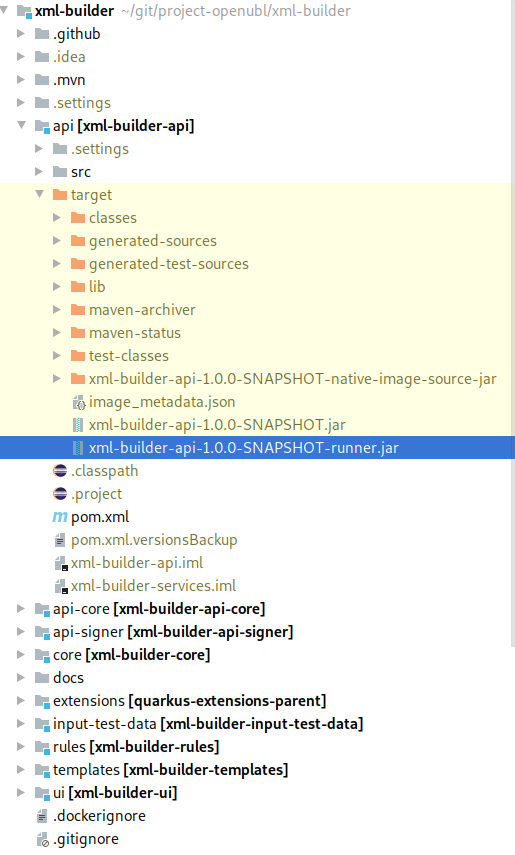 xml-builder ~/git/project-openubl/xml-builder
.github
.idea
.mvn
.settings
api [xml-builder-api]
.settings
src
target
classes
generated-sources
generated-test-sources
lib
maven-archiver
maven-status
test-classes
xml-builder-api-1.0.0-SNAPSHOT-native-image-source-jar
image_metadata.json
xml-builder-api-1.0.0-SNAPSHOT.jar
xml-builder-api-1.0.0-SNAPSHOT-runner.jar
.classpath
.project
pom.xml
pom.xml.versionsBackup
xml-builder-api.iml
xml-builder-services.iml
api-core [xml-builder-api-core]
api-signer [xml-builder-api-signer]
core [xml-builder-core]
docs
extensions [quarkus-extensions-parent]
input-test-data [xml-builder-input-test-data]
rules [xml-builder-rules]
templates [xml-builder-templates]
ui [xml-builder-ui]
.dockerignore
.gitignore